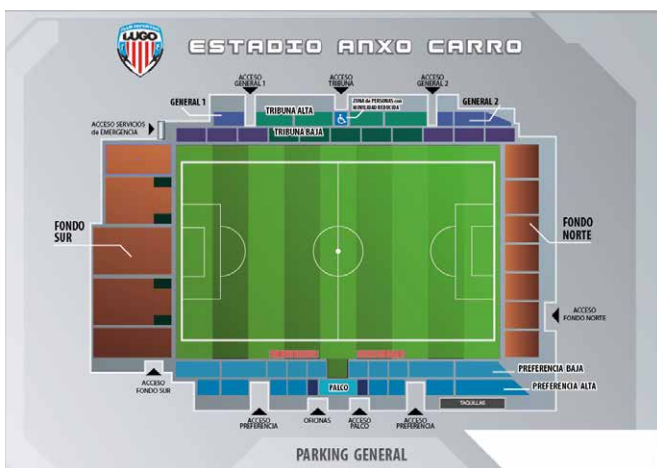 CLUB DEPORTIVO
LUGO
ESTADIO ANXO CARRO
ACCESO
GENERAL 1
ACCESO
TRIBUNA
ACCESO
GENERAL 2
GENERAL 1
TRIBUNA ALTA
ZONA de PERSONAS con
MOVILIDAD REDUCIDA
GENERAL 2
ACCESO SERVICIOS
de EMERGENCIA
TRIBUNA BAJA
FONDO
SUR
FONDO
NORTE
ACCESO
FONDO NORTE
ACCESO
FONDO SUR
PREFERENCIA BAJA
PREFERENCIA ALTA
PALCO
TAQUILLAS
ACCESO
PREFERENCIA
OFICINAS
ACCESO
PALCO
ACCESO
PREFERENCIA
PARKING GENERAL